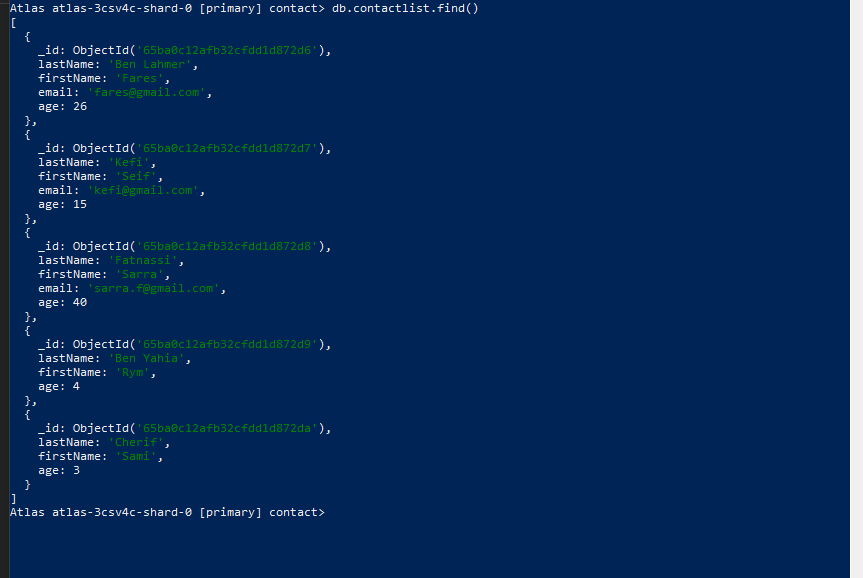 Atlas atlas-3csv4c-shard-0 [primary] contact> db.contactlist.find()
[
  {
    _id: ObjectId('65ba0c12afb32cfdd1d872d6'),
    lastName: 'Ben Lahmer',
    firstName: 'Fares',
    email: 'fares@gmail.com',
    age: 26
  },
  {
    _id: ObjectId('65ba0c12afb32cfdd1d872d7'),
    lastName: 'Kefi',
    firstName: 'Seif',
    email: 'kefi@gmail.com',
    age: 15
  },
  {
    _id: ObjectId('65ba0c12afb32cfdd1d872d8'),
    lastName: 'Fatnassi',
    firstName: 'Sarra',
    email: 'sarra.f@gmail.com',
    age: 40
  },
  {
    _id: ObjectId('65ba0c12afb32cfdd1d872d9'),
    lastName: 'Ben Yahia',
    firstName: 'Rym',
    age: 4
  },
  {
    _id: ObjectId('65ba0c12afb32cfdd1d872da'),
    lastName: 'Cherif',
    firstName: 'Sami',
    age: 3
  }
]
Atlas atlas-3csv4c-shard-0 [primary] contact>